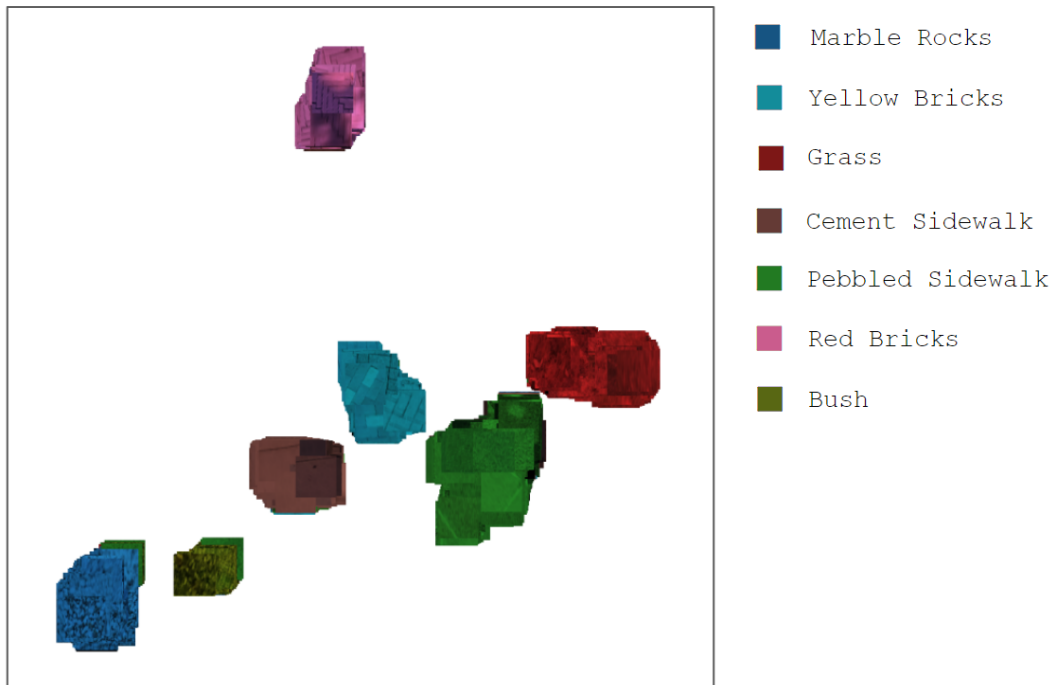 Marble Rocks
Yellow Bricks
Grass
Cement Sidewalk
Pebbled Sidewalk
Red Bricks
Bush